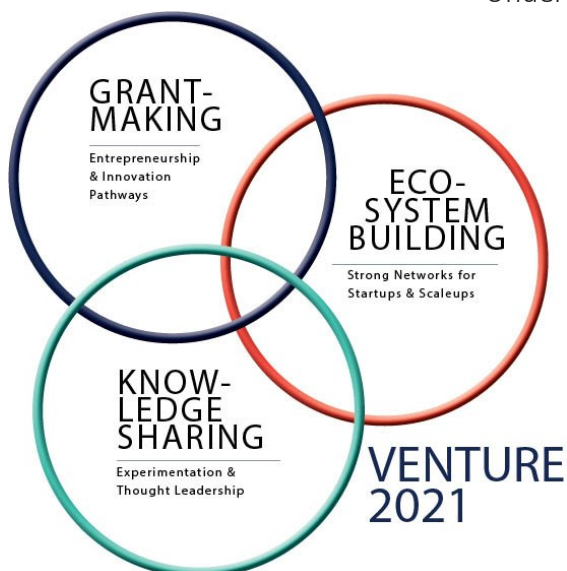 Under
GRANT-
MAKING
Entrepreneurship
& Innovation
Pathways
ECO-
SYSTEM
BUILDING
Strong Networks for
Startups & Scaleups
KNOW-
LEDGE
SHARING
Experimentation &
Thought Leadership
VENTURE
2021